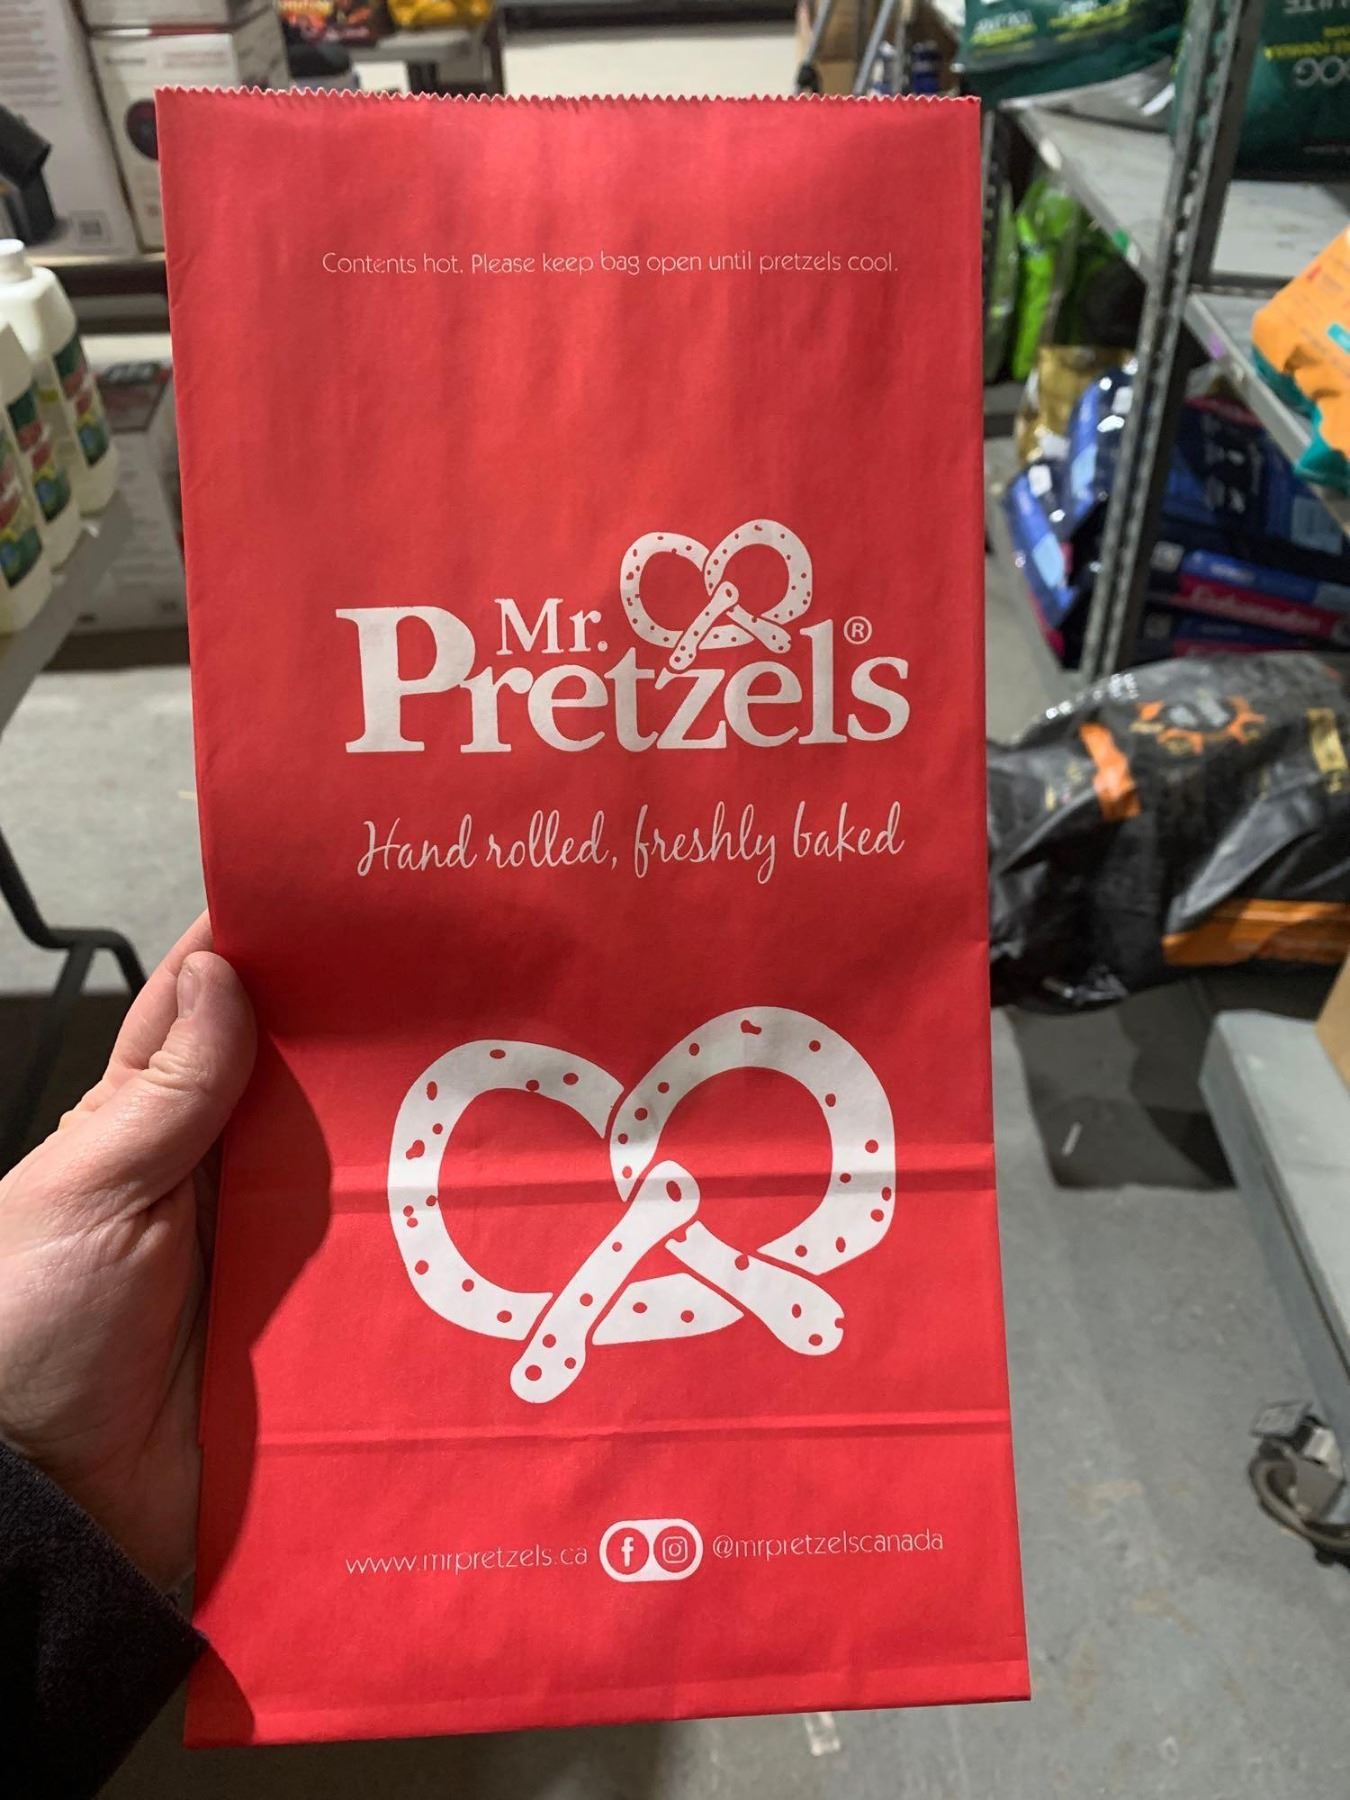 Contents hot. Please keep bag open until pretzels cool.
Mr.
Pretzels®
Hand rolled, freshly baked
www.mrpretzels.ca
@mrpretzelscanada